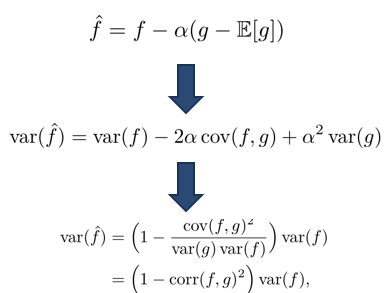 f̂ = f − α(g − 𝔼[g])
var(f̂) = var(f) − 2α cov(f, g) + α² var(g)
var(f̂) = (1 − cov(f, g)² / (var(g) var(f))) var(f)
= (1 − corr(f, g)²) var(f),